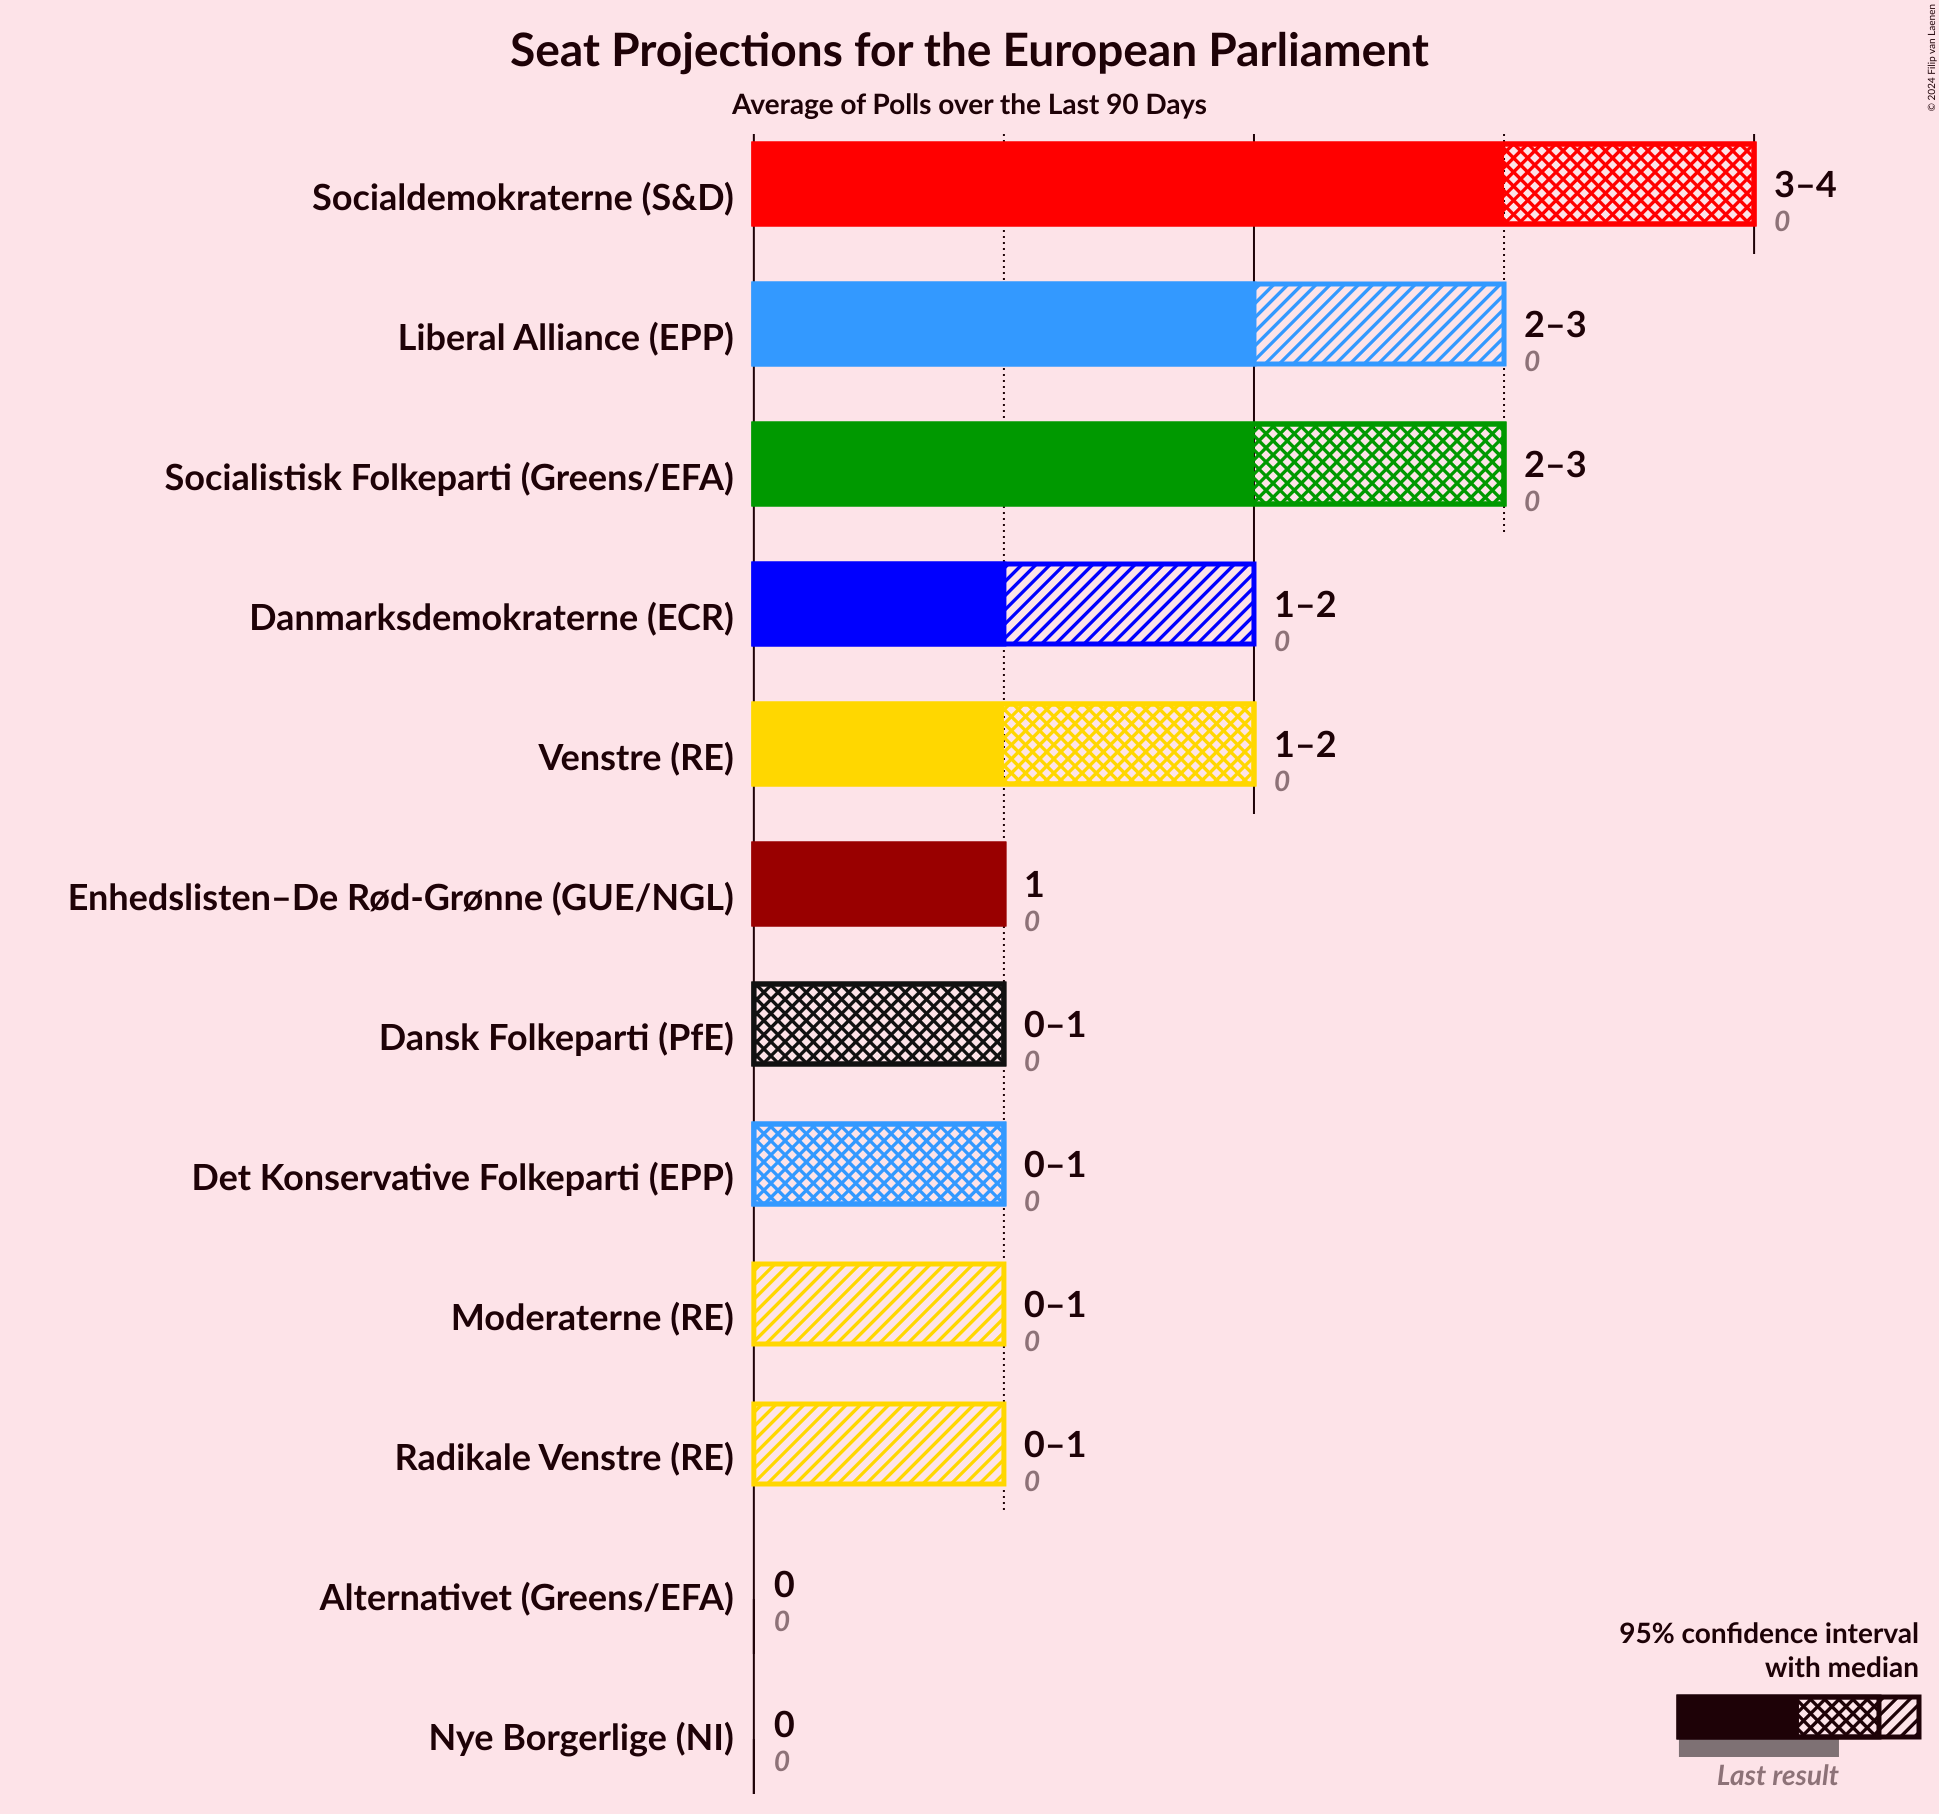 Seat Projections for the European Parliament
Average of Polls over the Last 90 Days
© 2024 Filip van Laenen
Socialdemokraterne (S&D)
3–4
0
Liberal Alliance (EPP)
2–3
0
Socialistisk Folkeparti (Greens/EFA)
2–3
0
Danmarksdemokraterne (ECR)
1–2
0
Venstre (RE)
1–2
0
Enhedslisten–De Rød-Grønne (GUE/NGL)
1
0
Dansk Folkeparti (PfE)
0–1
0
Det Konservative Folkeparti (EPP)
0–1
0
Moderaterne (RE)
0–1
0
Radikale Venstre (RE)
0–1
0
Alternativet (Greens/EFA)
0
0
Nye Borgerlige (NI)
0
0
95% confidence interval
with median
Last result